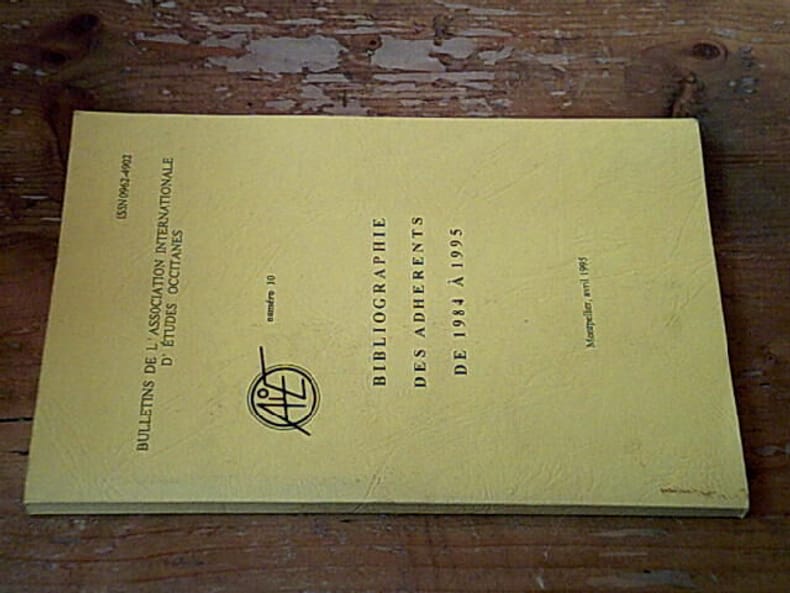 ISSN 0962-4902
BULLETINS DE L'ASSOCIATION INTERNATIONALE
D'ÉTUDES OCCITANES
numéro 10
AIEO
BIBLIOGRAPHIE
DES ADHERENTS
DE 1984 À 1995
Montpellier, avril 1995